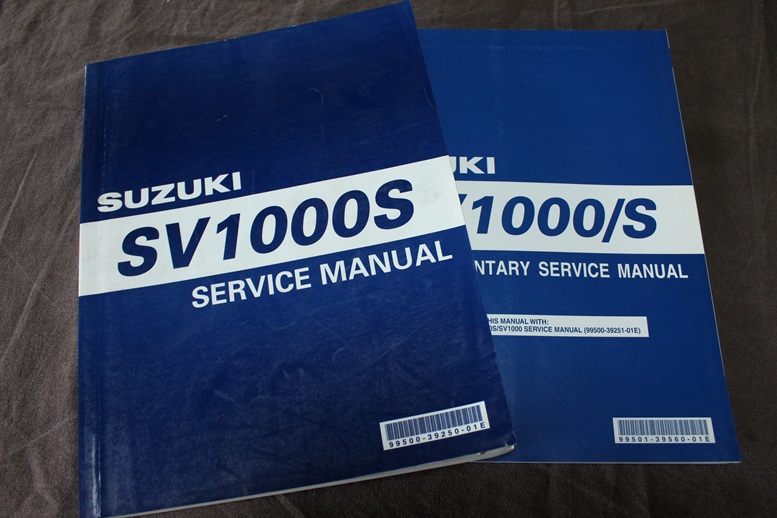 SUZUKI
SV1000S
SERVICE MANUAL
99500-39250-01E
UKI
1000/S
NTARY SERVICE MANUAL
HIS MANUAL WITH:
0S/SV1000 SERVICE MANUAL (99500-39251-01E)
99501-39560-01E